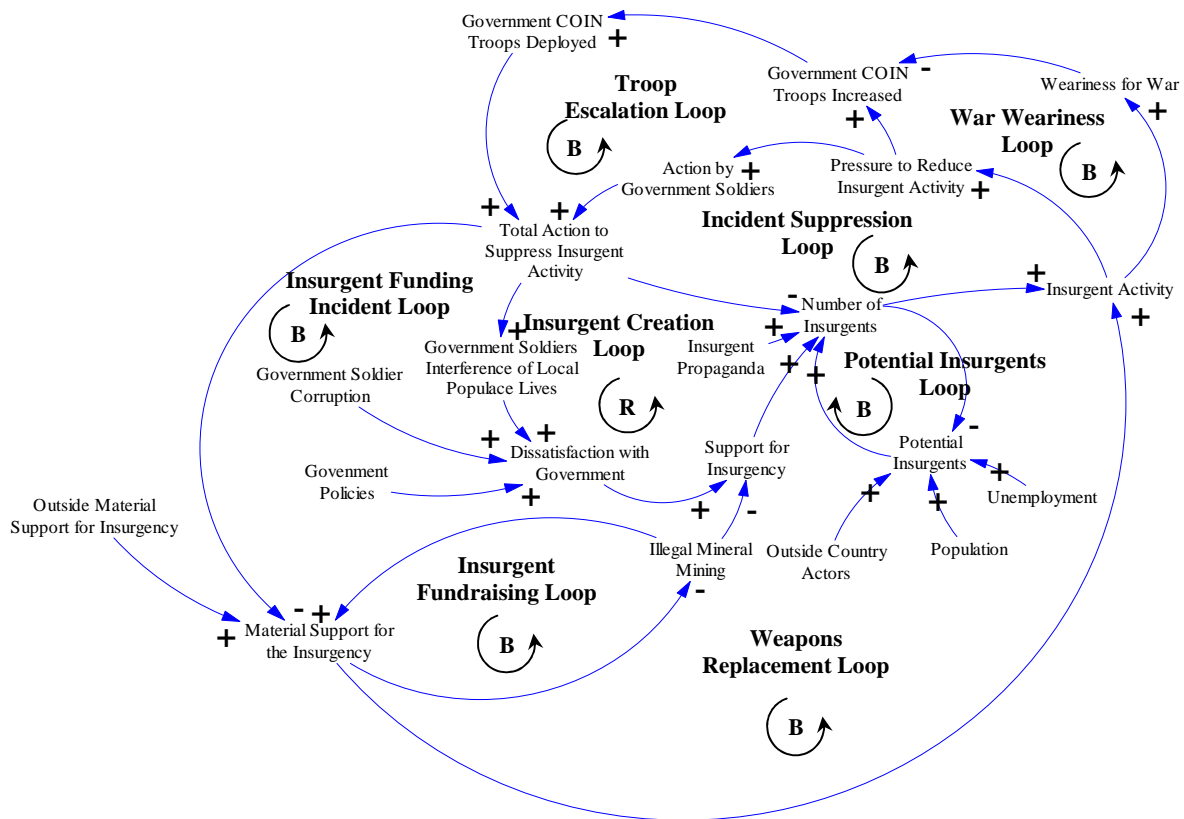 Government COIN
Troops Deployed
+
Troop
Escalation Loop
B
Government COIN
Troops Increased
-
+
Weariness for War
+
War Weariness
Loop
B
Action by
Government Soldiers
+
Pressure to Reduce
Insurgent Activity
+
+
+
Total Action to
Suppress Insurgent
Activity
Incident Suppression
Loop
B
Insurgent Funding
Incident Loop
B
+
Insurgent Activity
+
-
Number of
Insurgents
+
+
+
Insurgent Creation
Loop
R
+
Government Soldiers
Interference of Local
Populace Lives
Insurgent
Propaganda
Potential Insurgents
Loop
B
Government Soldier
Corruption
+
+
Dissatisfaction with
Government
+
Support for
Insurgency
+
-
-
Potential
Insurgents
+
+
+
Unemployment
Govenment
Policies
Outside Material
Support for Insurgency
Illegal Mineral
Mining
-
Outside Country
Actors
Population
Insurgent
Fundraising Loop
B
-
+
+
Material Support for
the Insurgency
Weapons
Replacement Loop
B